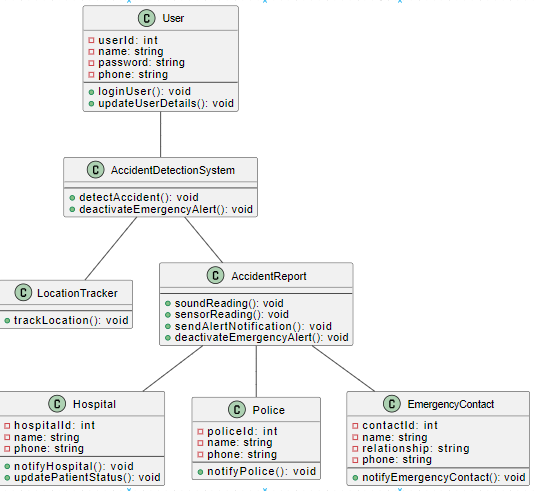 C User
userId: int
name: string
password: string
phone: string
loginUser(): void
updateUserDetails(): void
C AccidentDetectionSystem
detectAccident(): void
deactivateEmergencyAlert(): void
C LocationTracker
trackLocation(): void
C AccidentReport
soundReading(): void
sensorReading(): void
sendAlertNotification(): void
deactivateEmergencyAlert(): void
C Hospital
hospitalId: int
name: string
phone: string
notifyHospital(): void
updatePatientStatus(): void
C Police
policeId: int
name: string
phone: string
notifyPolice(): void
C EmergencyContact
contactId: int
name: string
relationship: string
phone: string
notifyEmergencyContact(): void